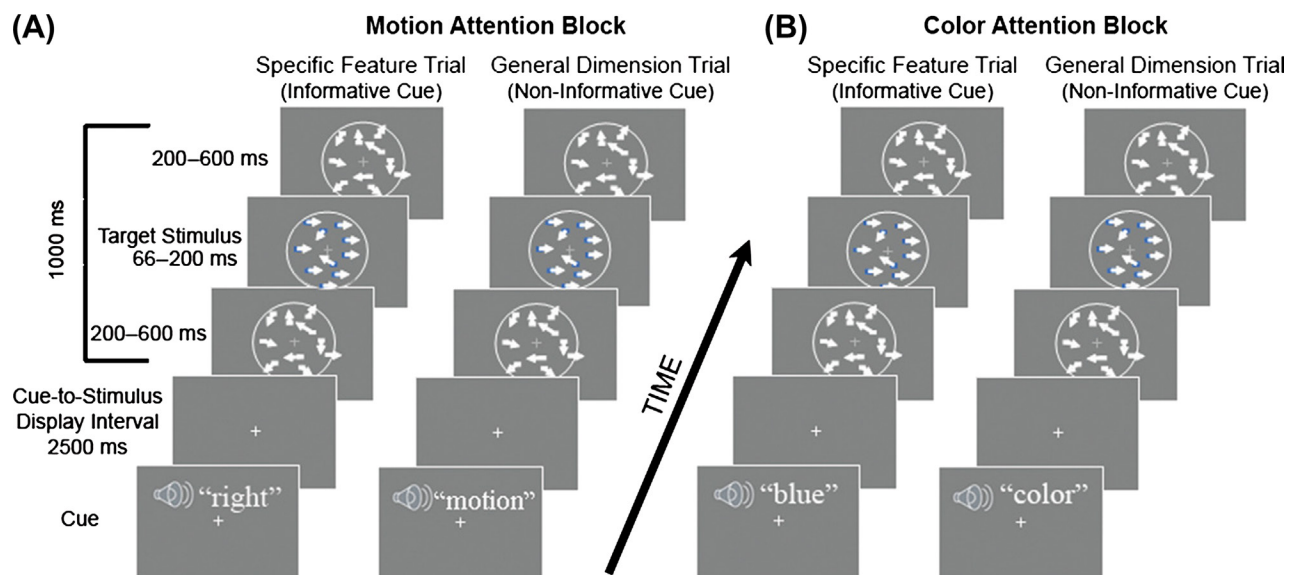 (A)
Motion Attention Block
Specific Feature Trial
(Informative Cue)
General Dimension Trial
(Non-Informative Cue)
1000 ms
200–600 ms
Target Stimulus
66–200 ms
200–600 ms
Cue-to-Stimulus
Display Interval
2500 ms
Cue
“right”
“motion”
TIME
(B)
Color Attention Block
Specific Feature Trial
(Informative Cue)
General Dimension Trial
(Non-Informative Cue)
“blue”
“color”